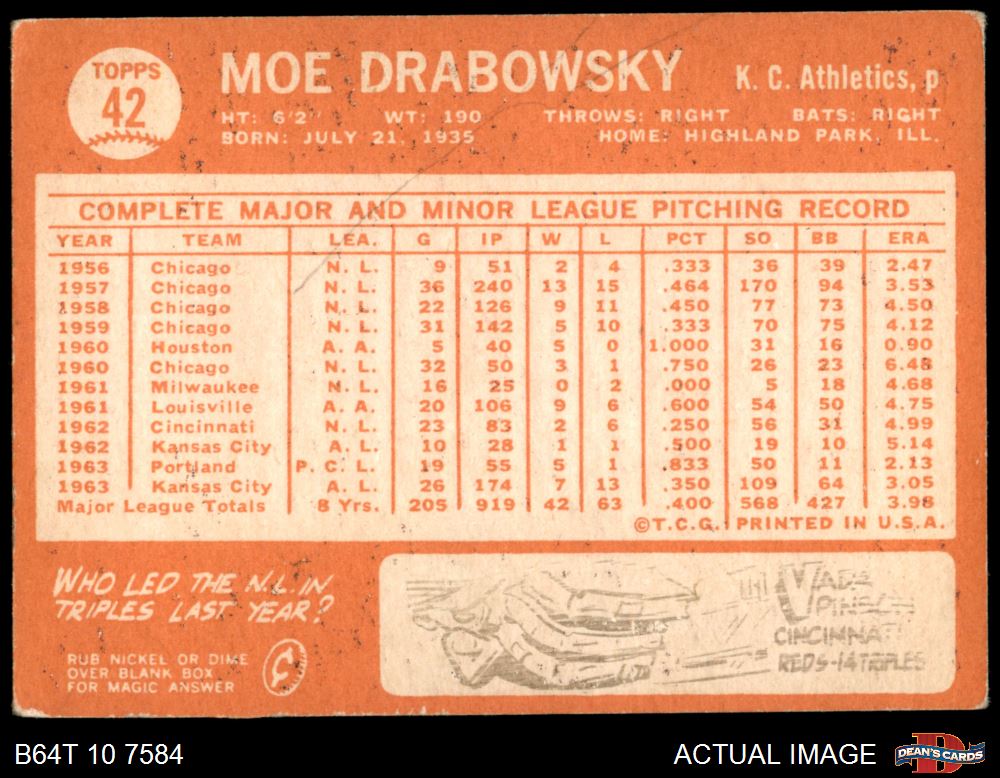 TOPPS
42
MOE DRABOWSKY
K. C. Athletics, p
HT: 6'2" WT: 190 THROWS: RIGHT BATS: RIGHT
BORN: JULY 21, 1935 HOME: HIGHLAND PARK, ILL.
COMPLETE MAJOR AND MINOR LEAGUE PITCHING RECORD
YEAR TEAM LEA. G IP W L PCT SO BB ERA
1956 Chicago N. L. 9 51 2 4 .333 36 39 2.47
1957 Chicago N. L. 36 240 13 15 .464 170 94 3.53
1958 Chicago N. L. 22 126 9 11 .450 77 73 4.50
1959 Chicago N. L. 31 142 5 10 .333 70 75 4.12
1960 Houston A. A. 5 40 5 0 1.000 31 16 0.90
1960 Chicago N. L. 32 50 3 1 .750 26 23 6.48
1961 Milwaukee N. L. 16 25 0 2 .000 5 18 4.68
1961 Louisville A. A. 20 106 9 6 .600 54 50 4.75
1962 Cincinnati N. L. 23 83 2 6 .250 56 31 4.99
1962 Kansas City A. L. 10 28 1 1 .500 19 10 5.14
1963 Portland P. C. L. 19 55 5 1 .833 50 11 2.13
1963 Kansas City A. L. 26 174 7 13 .350 109 64 3.05
Major League Totals 8 Yrs. 205 919 42 63 .400 568 427 3.98
©T.C.G. PRINTED IN U.S.A.
WHO LED THE N.L. IN
TRIPLES LAST YEAR?
RUB NICKEL OR DIME
OVER BLANK BOX
FOR MAGIC ANSWER
VADA
PINSON
CINCINNATI
REDS-14 TRIPLES
B64T 10 7584
ACTUAL IMAGE
DEAN'S CARDS